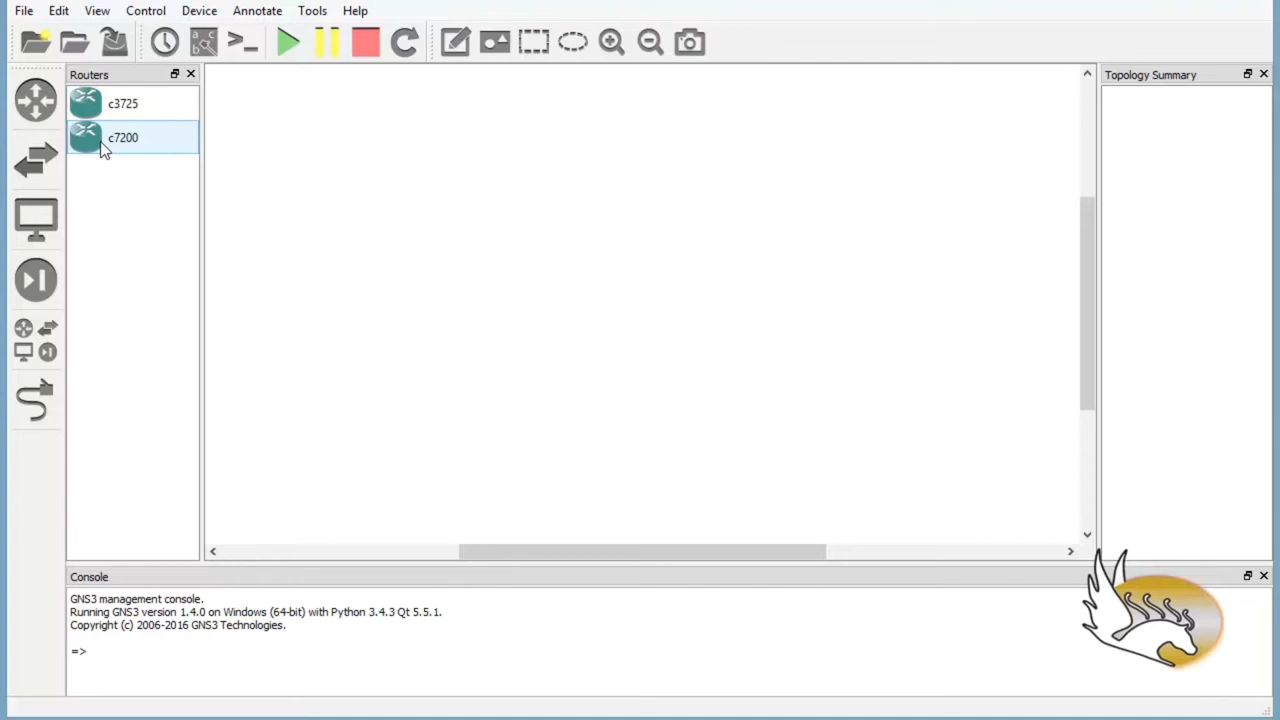 File Edit View Control Device Annotate Tools Help
Routers
Topology Summary
c3725
c7200
Console
GNS3 management console.
Running GNS3 version 1.4.0 on Windows (64-bit) with Python 3.4.3 Qt 5.5.1.
Copyright (c) 2006-2016 GNS3 Technologies.
=>